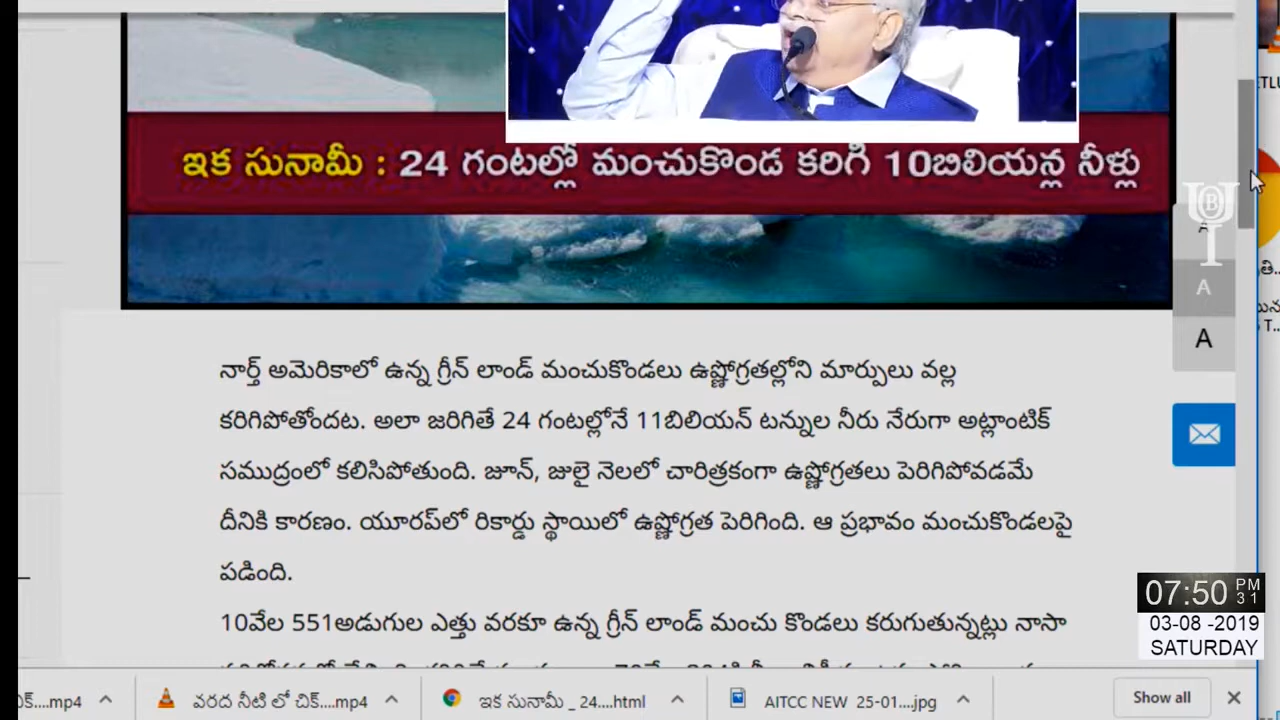 ఇక సునామీ : 24 గంటల్లో మంచుకొండ కరిగి 10బిలియన్ల నీళ్లు
UBI
A
A
A
నార్త్ అమెరికాలో ఉన్న గ్రీన్ లాండ్ మంచుకొండలు ఉష్ణోగ్రతల్లోని మార్పులు వల్ల
కరిగిపోతోందట. అలా జరిగితే 24 గంటల్లోనే 11బిలియన్ టన్నుల నీరు నేరుగా అట్లాంటిక్
సముద్రంలో కలిసిపోతుంది. జూన్, జులై నెలలో చారిత్రకంగా ఉష్ణోగ్రతలు పెరిగిపోవడమే
దీనికి కారణం. యూరప్‌లో రికార్డు స్థాయిలో ఉష్ణోగ్రత పెరిగింది. ఆ ప్రభావం మంచుకొండలపై
పడింది.
10వేల 551అడుగుల ఎత్తు వరకూ ఉన్న గ్రీన్ లాండ్ మంచు కొండలు కరుగుతున్నట్లు నాసా
07:50 PM 31
03-08 -2019
SATURDAY
చిక్....mp4
వరద నీటి లో చిక్....mp4
ఇక సునామీ _ 24....html
AITCC NEW 25-01....jpg
Show all